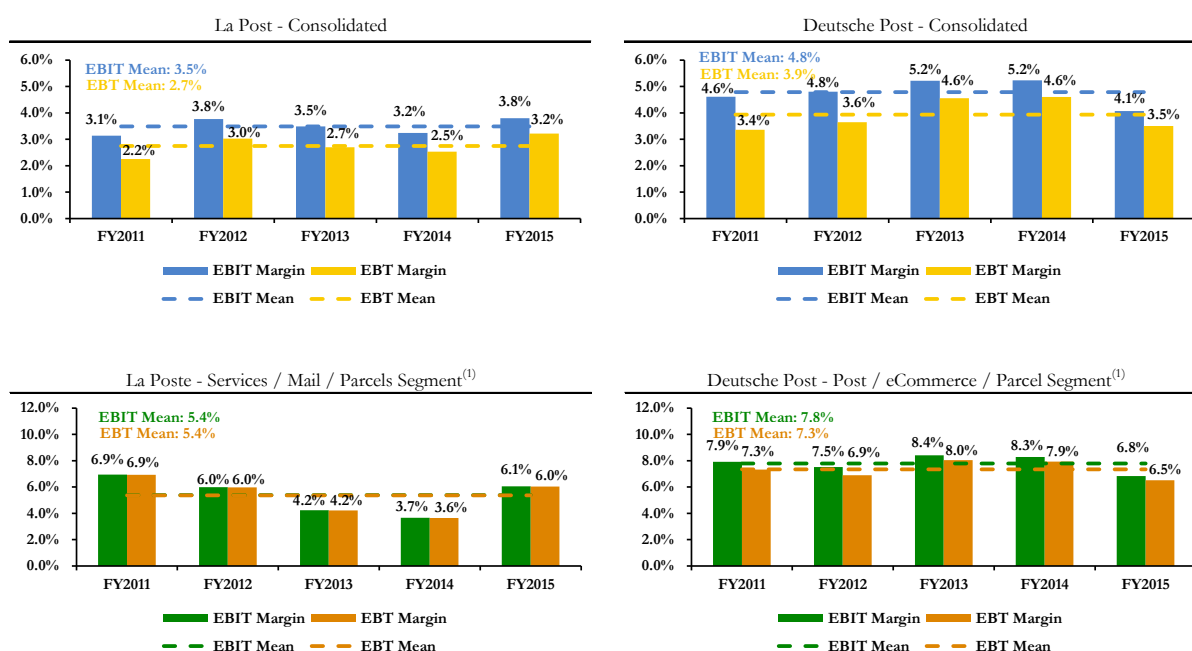 La Post - Consolidated
6.0%
5.0%
4.0%
3.0%
2.0%
1.0%
0.0%
EBIT Mean: 3.5%
EBT Mean: 2.7%
3.1% 2.2% 3.8% 3.0% 3.5% 2.7% 3.2% 2.5% 3.8% 3.2%
FY2011 FY2012 FY2013 FY2014 FY2015
EBIT Margin EBT Margin
EBIT Mean EBT Mean
Deutsche Post - Consolidated
6.0%
5.0%
4.0%
3.0%
2.0%
1.0%
0.0%
EBIT Mean: 4.8%
EBT Mean: 3.9%
4.6% 3.4% 4.8% 3.6% 5.2% 4.6% 5.2% 4.6% 4.1% 3.5%
FY2011 FY2012 FY2013 FY2014 FY2015
EBIT Margin EBT Margin
EBIT Mean EBT Mean
La Poste - Services / Mail / Parcels Segment(1)
12.0%
10.0%
8.0%
6.0%
4.0%
2.0%
0.0%
EBIT Mean: 5.4%
EBT Mean: 5.4%
6.9% 6.9% 6.0% 6.0% 4.2% 4.2% 3.7% 3.6% 6.1% 6.0%
FY2011 FY2012 FY2013 FY2014 FY2015
EBIT Margin EBT Margin
EBIT Mean EBT Mean
Deutsche Post - Post / eCommerce / Parcel Segment(1)
12.0%
10.0%
8.0%
6.0%
4.0%
2.0%
0.0%
EBIT Mean: 7.8%
EBT Mean: 7.3%
7.9% 7.3% 7.5% 6.9% 8.4% 8.0% 8.3% 7.9% 6.8% 6.5%
FY2011 FY2012 FY2013 FY2014 FY2015
EBIT Margin EBT Margin
EBIT Mean EBT Mean